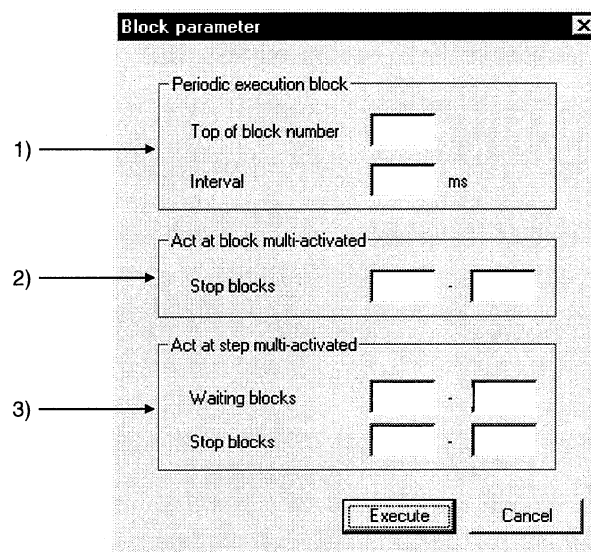 Block parameter
Periodic execution block
1)
Top of block number
Interval ms
Act at block multi-activated
2)
Stop blocks -
Act at step multi-activated
3)
Waiting blocks -
Stop blocks -
Execute Cancel